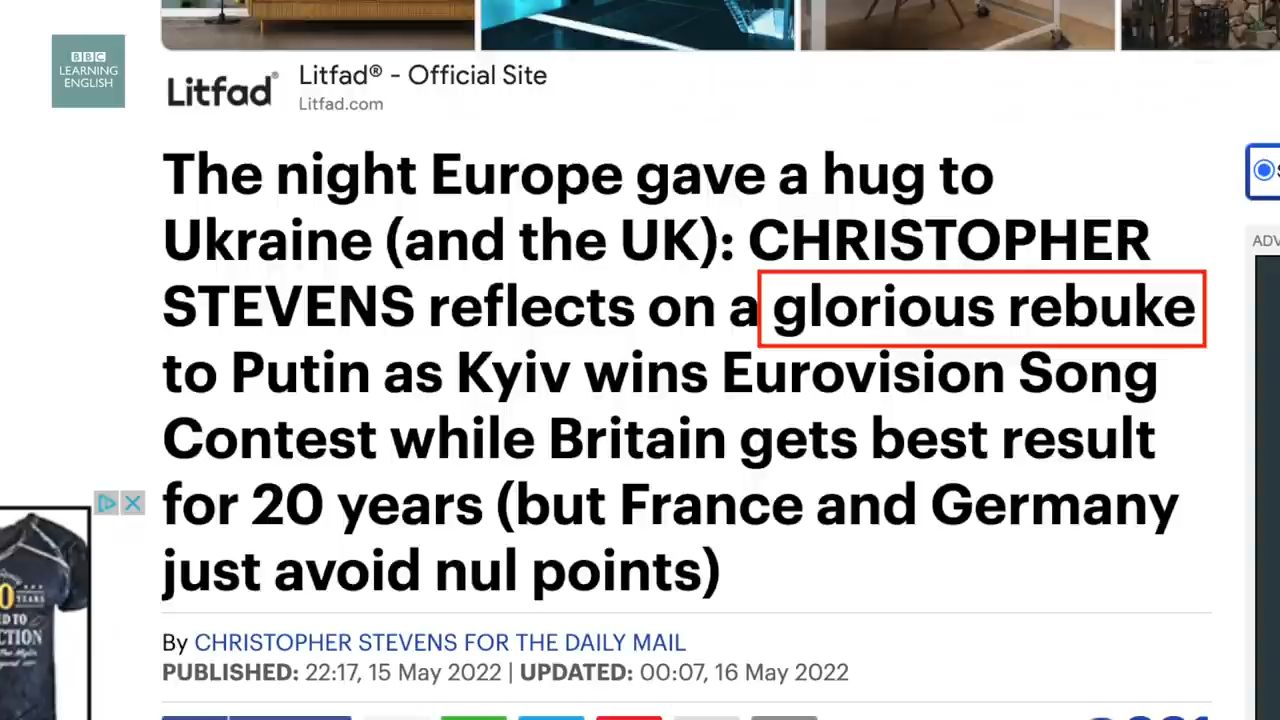 BBC
LEARNING
ENGLISH
Litfad®
Litfad® - Official Site
Litfad.com
The night Europe gave a hug to
Ukraine (and the UK): CHRISTOPHER
STEVENS reflects on a glorious rebuke
to Putin as Kyiv wins Eurovision Song
Contest while Britain gets best result
for 20 years (but France and Germany
just avoid nul points)
By CHRISTOPHER STEVENS FOR THE DAILY MAIL
PUBLISHED: 22:17, 15 May 2022 | UPDATED: 00:07, 16 May 2022
ADV
YEARS